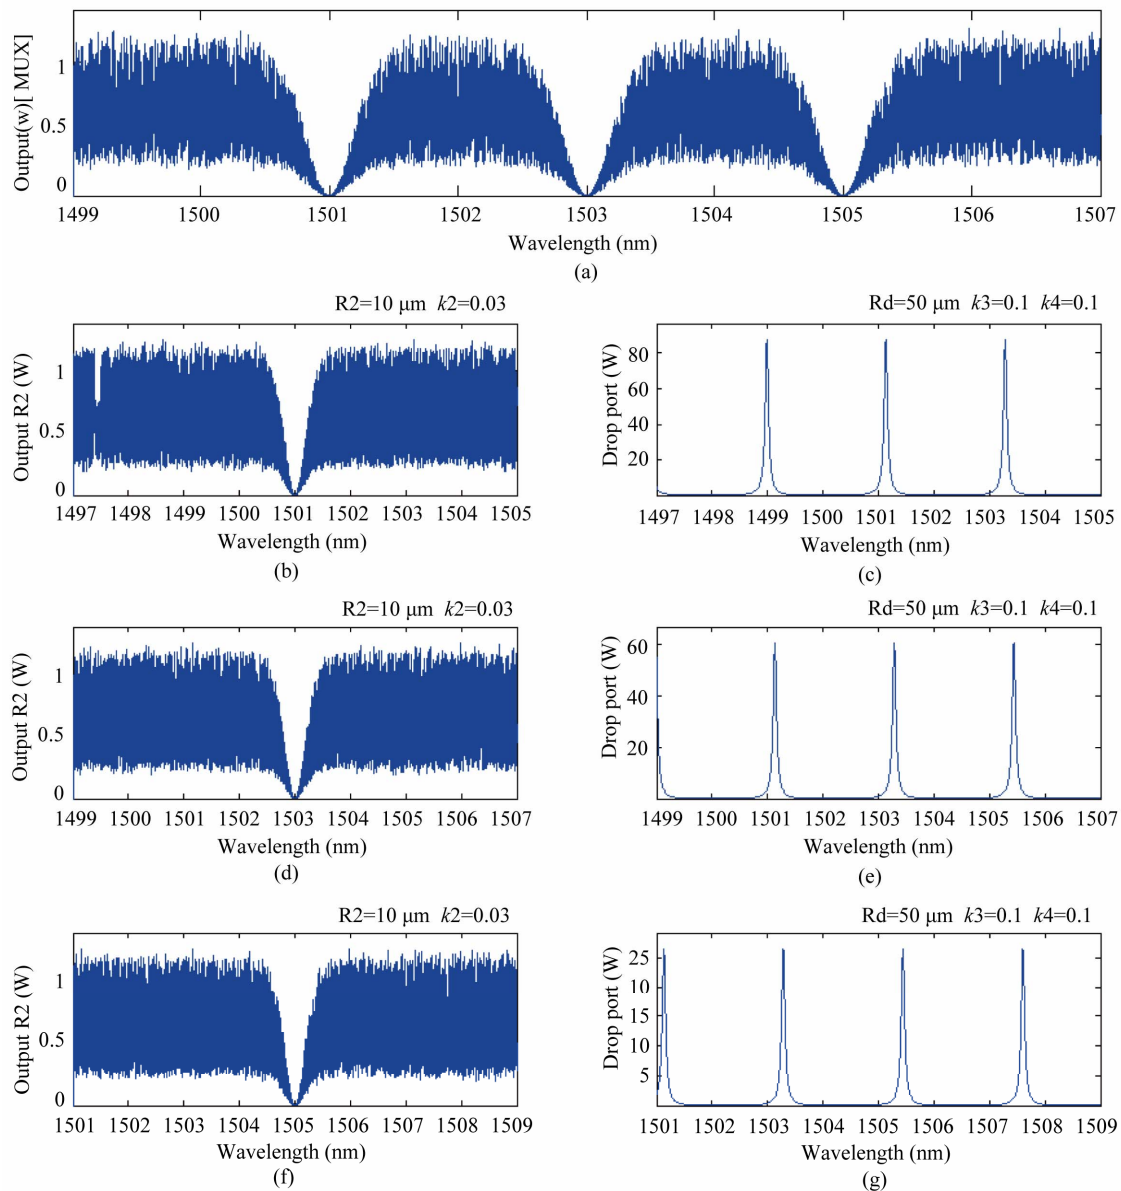 Output(w)[ MUX]
1
0.5
0
1499 1500 1501 1502 1503 1504 1505 1506 1507
Wavelength (nm)
(a)
R2=10 μm k2=0.03
Output R2 (W)
1
0.5
0
1497 1498 1499 1500 1501 1502 1503 1504 1505
Wavelength (nm)
(b)
Rd=50 μm k3=0.1 k4=0.1
Drop port (W)
80
60
40
20
1497 1498 1499 1500 1501 1502 1503 1504 1505
Wavelength (nm)
(c)
R2=10 μm k2=0.03
Output R2 (W)
1
0.5
0
1499 1500 1501 1502 1503 1504 1505 1506 1507
Wavelength (nm)
(d)
Rd=50 μm k3=0.1 k4=0.1
Drop port (W)
60
40
20
1499 1500 1501 1502 1503 1504 1505 1506 1507
Wavelength (nm)
(e)
R2=10 μm k2=0.03
Output R2 (W)
1
0.5
0
1501 1502 1503 1504 1505 1506 1507 1508 1509
Wavelength (nm)
(f)
Rd=50 μm k3=0.1 k4=0.1
Drop port (W)
25
10
15
10
5
1501 1502 1503 1504 1505 1506 1507 1508 1509
Wavelength (nm)
(g)